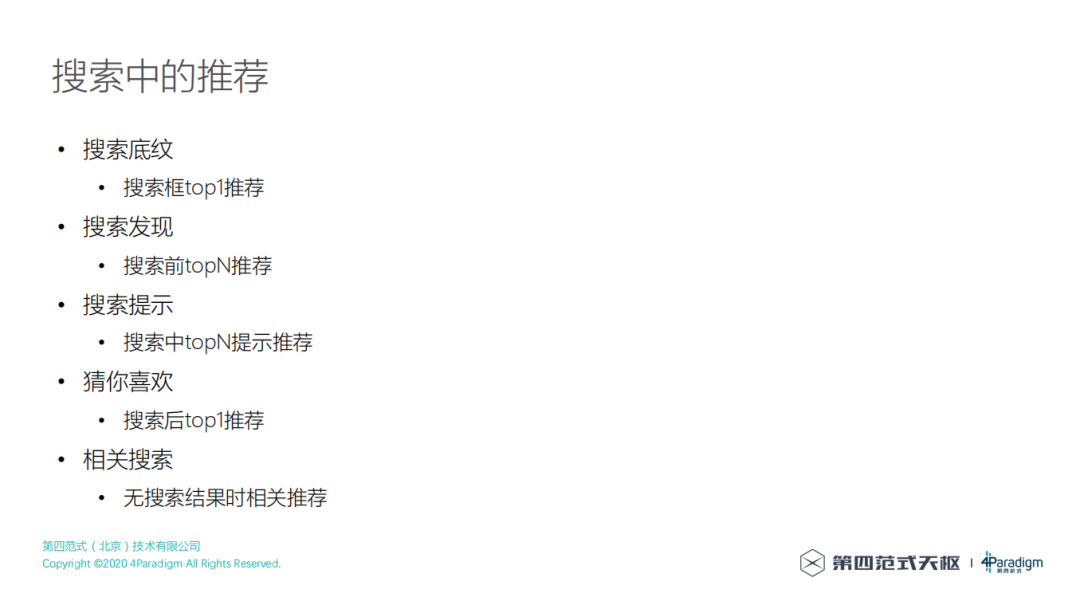 搜索中的推荐
• 搜索底纹
• 搜索框top1推荐
• 搜索发现
• 搜索前topN推荐
• 搜索提示
• 搜索中topN提示推荐
• 猜你喜欢
• 搜索后top1推荐
• 相关搜索
• 无搜索结果时相关推荐
第四范式（北京）技术有限公司
Copyright ©2020 4Paradigm All Rights Reserved.
第四范式天枢 | 4Paradigm
第四范式